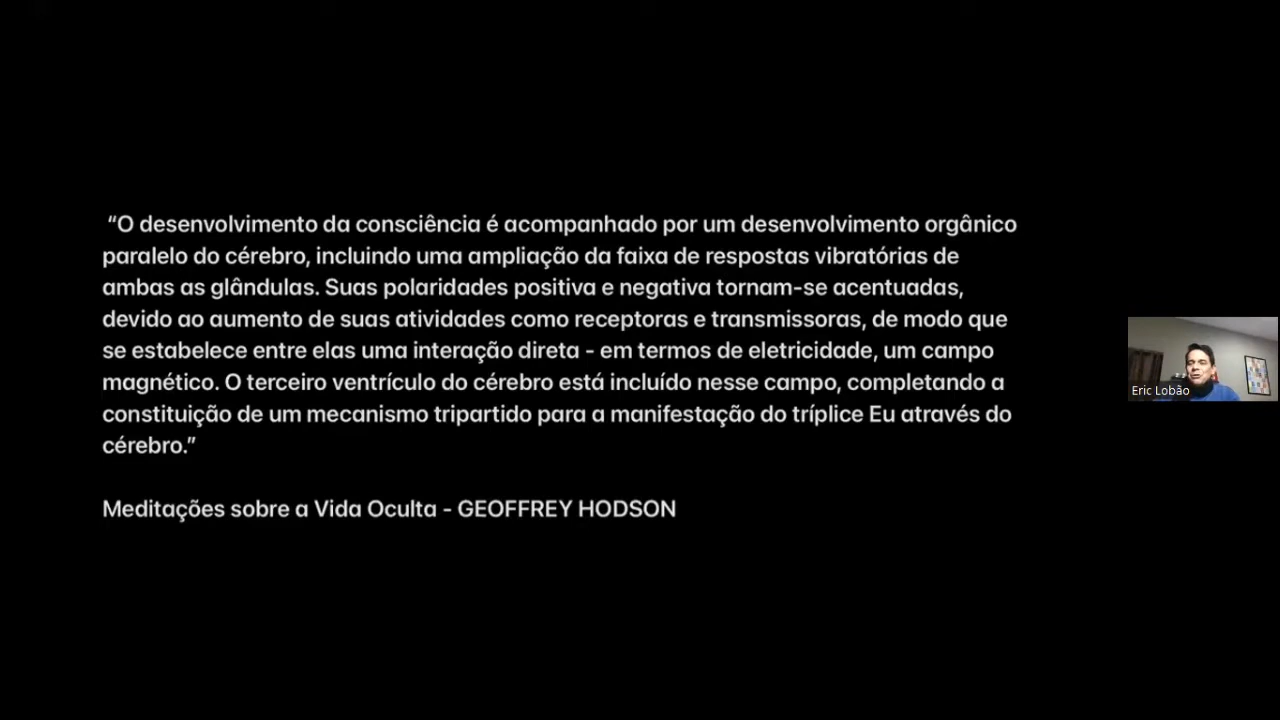 “O desenvolvimento da consciência é acompanhado por um desenvolvimento orgânico
paralelo do cérebro, incluindo uma ampliação da faixa de respostas vibratórias de
ambas as glândulas. Suas polaridades positiva e negativa tornam-se acentuadas,
devido ao aumento de suas atividades como receptoras e transmissoras, de modo que
se estabelece entre elas uma interação direta - em termos de eletricidade, um campo
magnético. O terceiro ventrículo do cérebro está incluído nesse campo, completando a
constituição de um mecanismo tripartido para a manifestação do tríplice Eu através do
cérebro.”
Meditações sobre a Vida Oculta - GEOFFREY HODSON
Eric Lobão